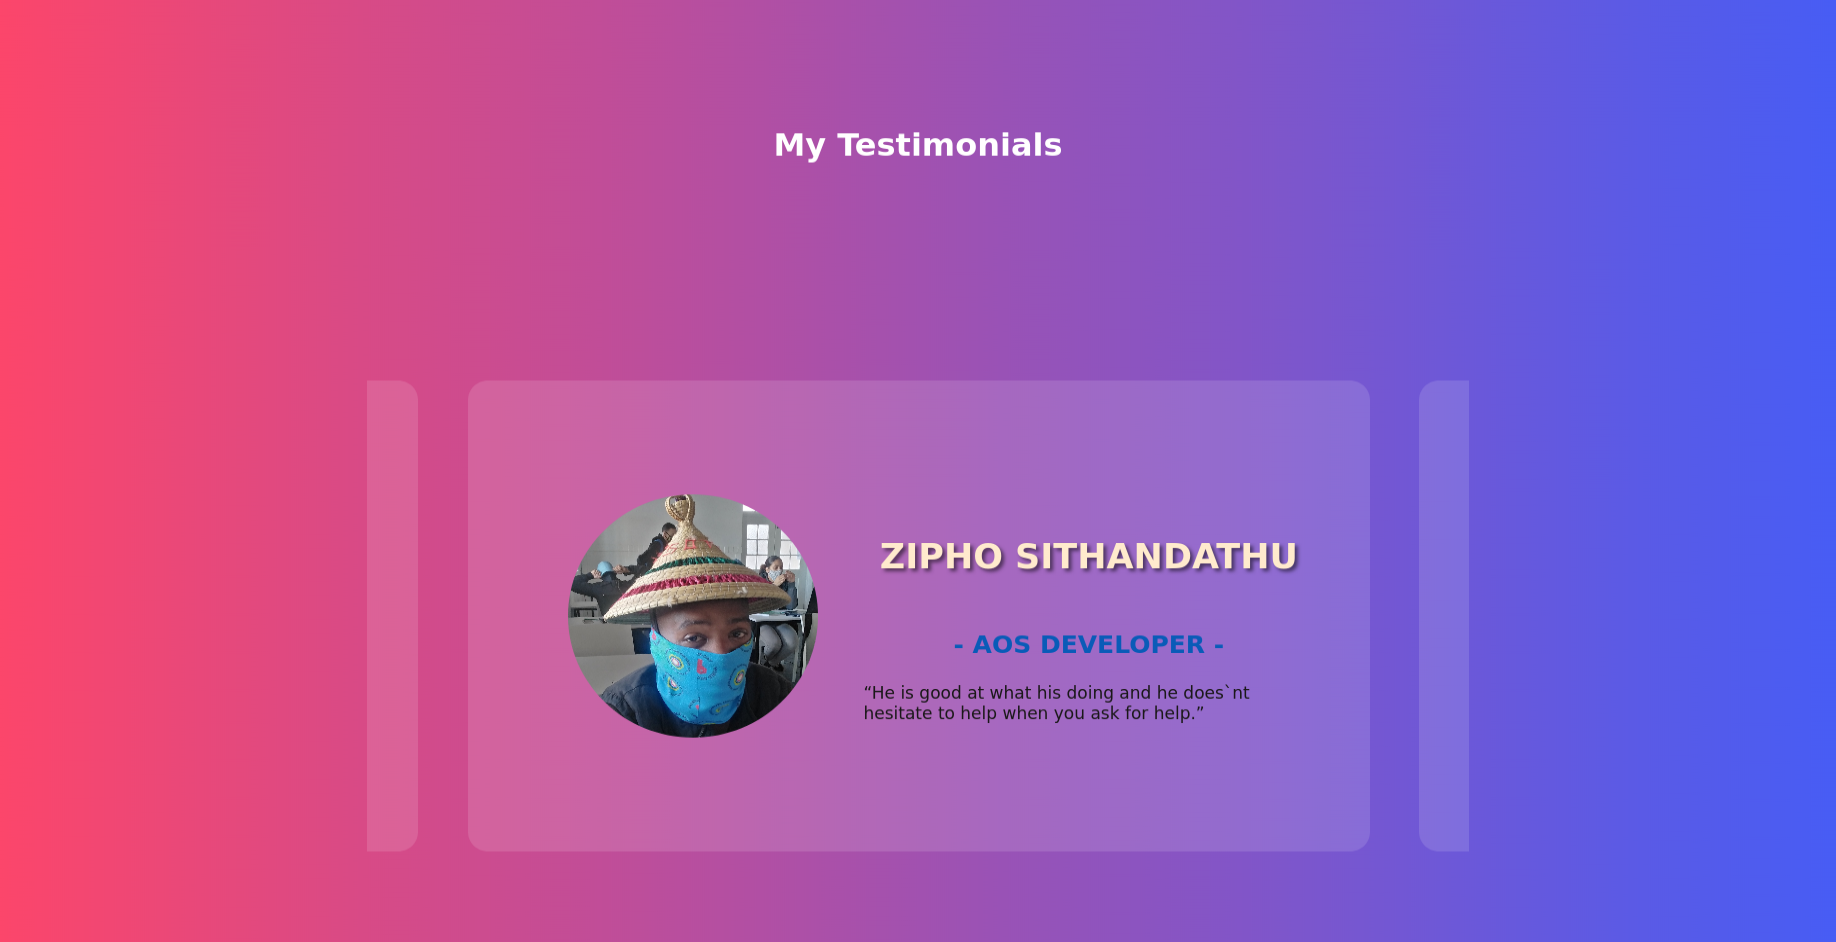 My Testimonials
ZIPHO SITHANDATHU
- AOS DEVELOPER -
“He is good at what his doing and he does`nt
hesitate to help when you ask for help.”